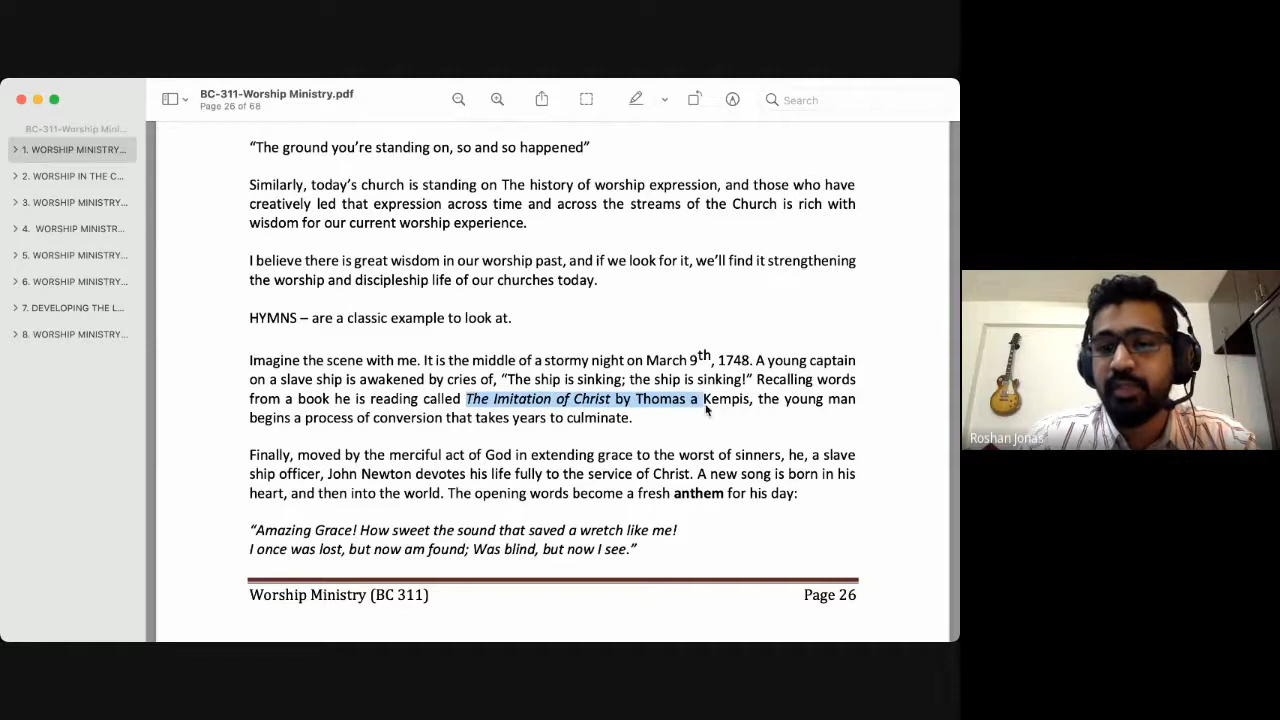 BC-311-Worship Ministry.pdf
Page 26 of 68
Search
BC-311-Worship Mini...
1. WORSHIP MINISTRY...
2. WORSHIP IN THE C...
3. WORSHIP MINISTRY...
4. WORSHIP MINISTR...
5. WORSHIP MINISTRY...
6. WORSHIP MINISTRY...
7. DEVELOPING THE L...
8. WORSHIP MINISTRY...
“The ground you’re standing on, so and so happened”
Similarly, today’s church is standing on The history of worship expression, and those who have
creatively led that expression across time and across the streams of the Church is rich with
wisdom for our current worship experience.
I believe there is great wisdom in our worship past, and if we look for it, we’ll find it strengthening
the worship and discipleship life of our churches today.
HYMNS – are a classic example to look at.
Imagine the scene with me. It is the middle of a stormy night on March 9th, 1748. A young captain
on a slave ship is awakened by cries of, “The ship is sinking; the ship is sinking!” Recalling words
from a book he is reading called The Imitation of Christ by Thomas a Kempis, the young man
begins a process of conversion that takes years to culminate.
Finally, moved by the merciful act of God in extending grace to the worst of sinners, he, a slave
ship officer, John Newton devotes his life fully to the service of Christ. A new song is born in his
heart, and then into the world. The opening words become a fresh anthem for his day:
“Amazing Grace! How sweet the sound that saved a wretch like me!
I once was lost, but now am found; Was blind, but now I see.”
Worship Ministry (BC 311)
Page 26
Roshan Jonas